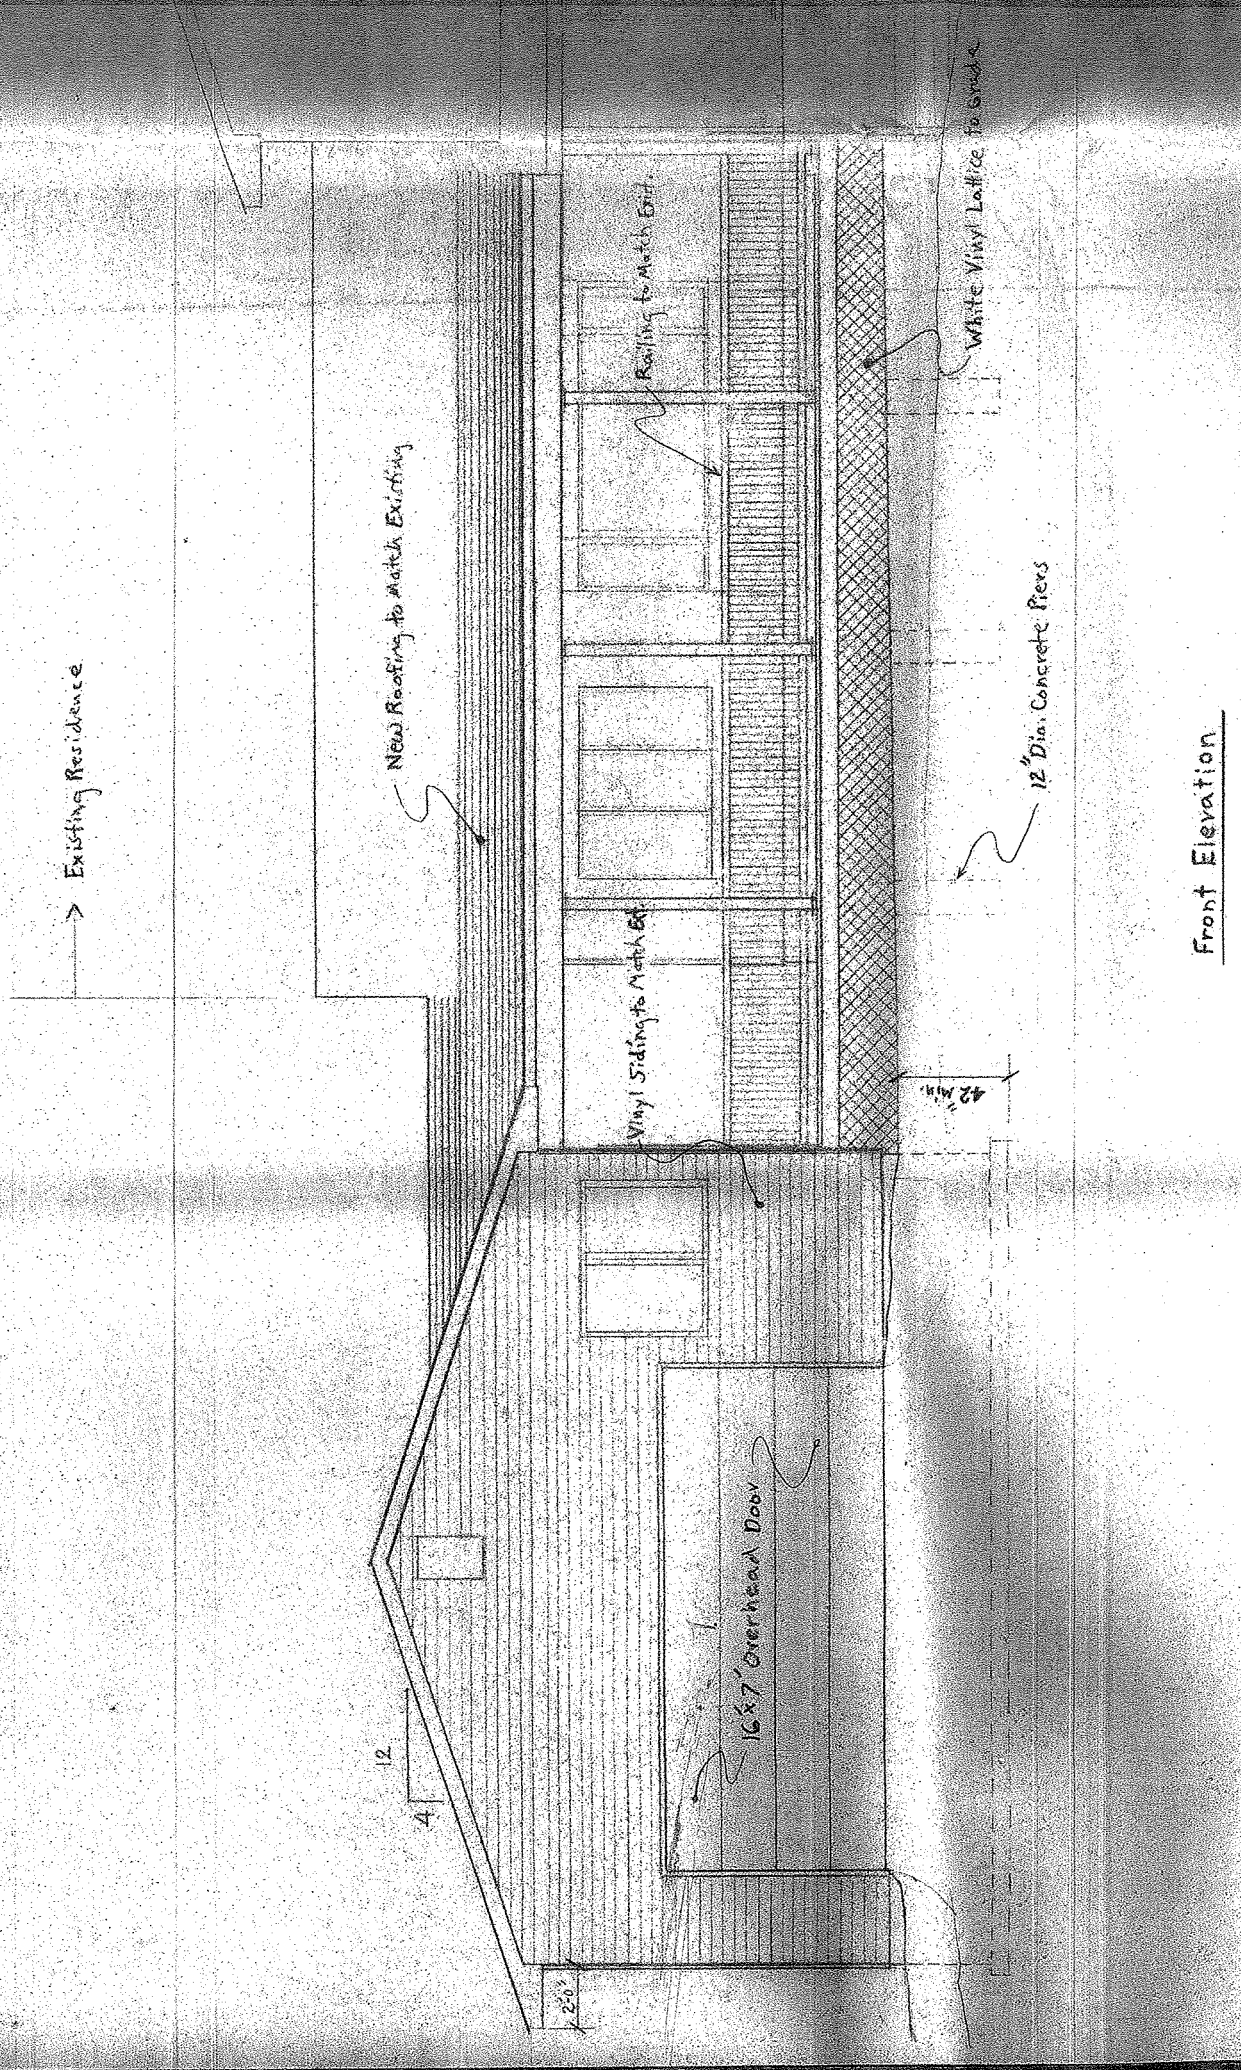 Existing Residence
New Roofing to Match Existing
12
4
2'-0"
Vinyl Siding to Match Ext.
Railing to Match Exist.
16'x7' Overhead Door
42" Min.
White Vinyl Lattice to Grade
12" Dia. Concrete Piers
Front Elevation